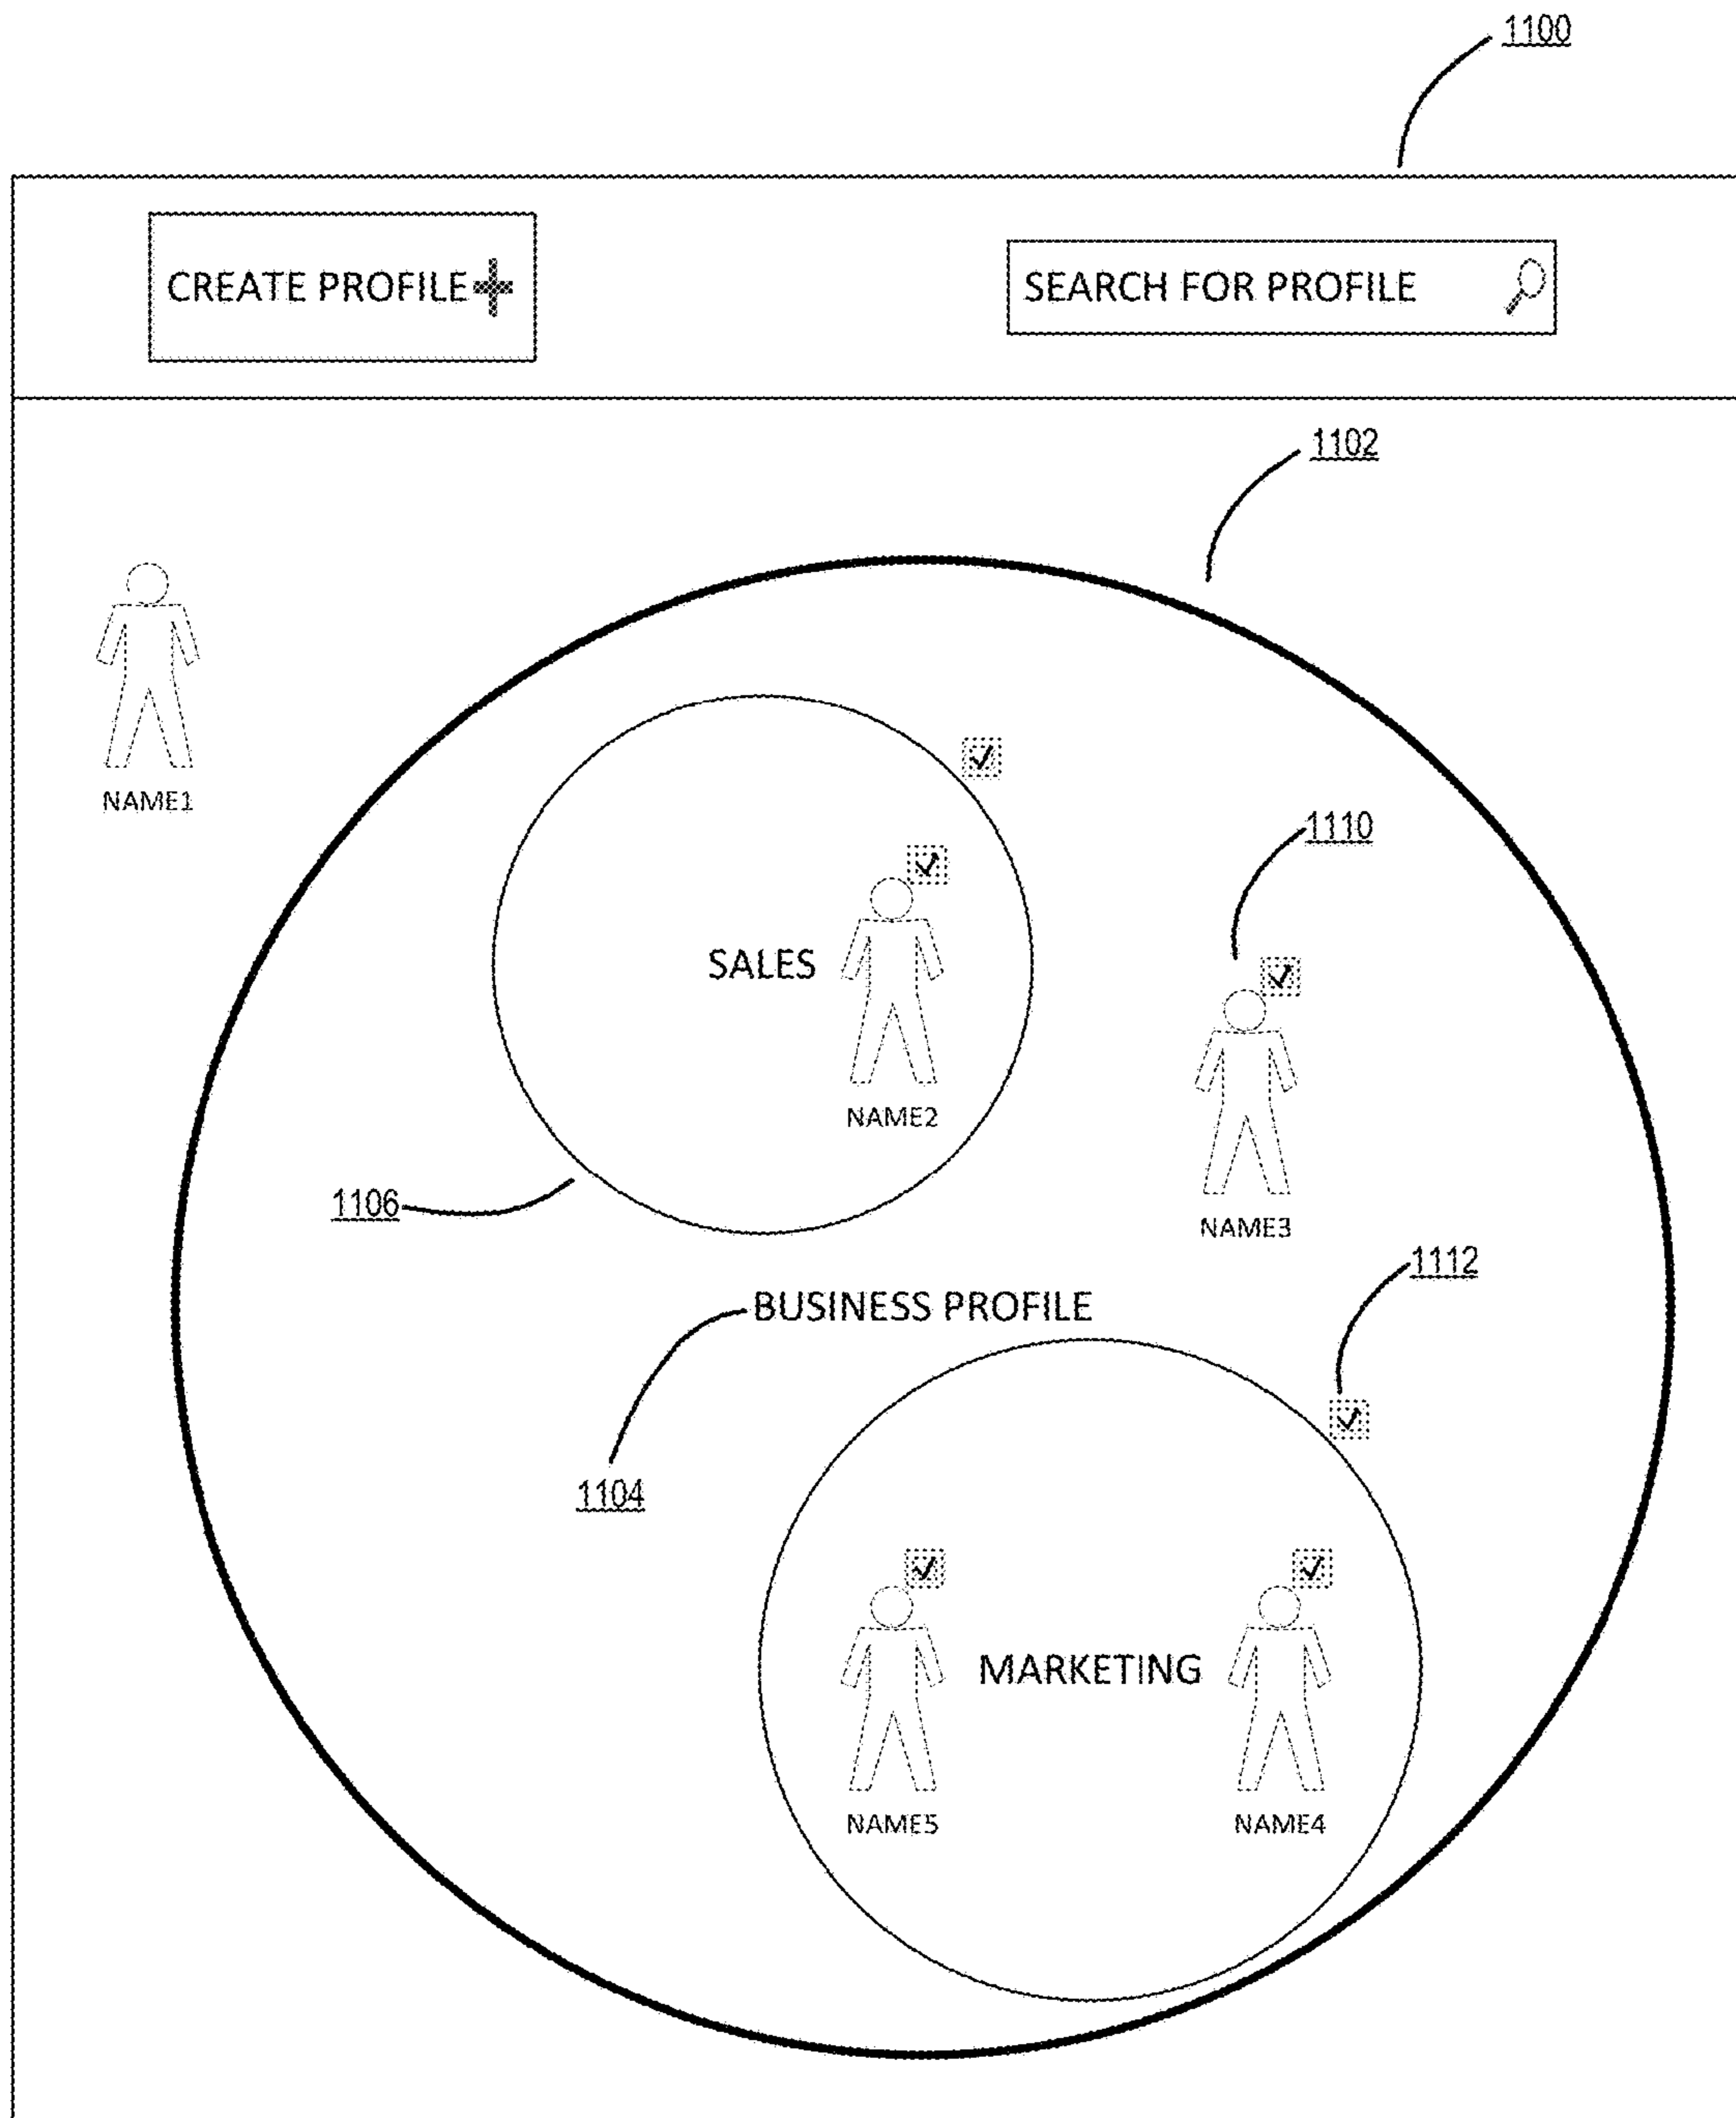 1100
CREATE PROFILE
SEARCH FOR PROFILE
1102
NAME1
1110
SALES
NAME2
1106
NAME3
1112
BUSINESS PROFILE
1104
MARKETING
NAME5
NAME4